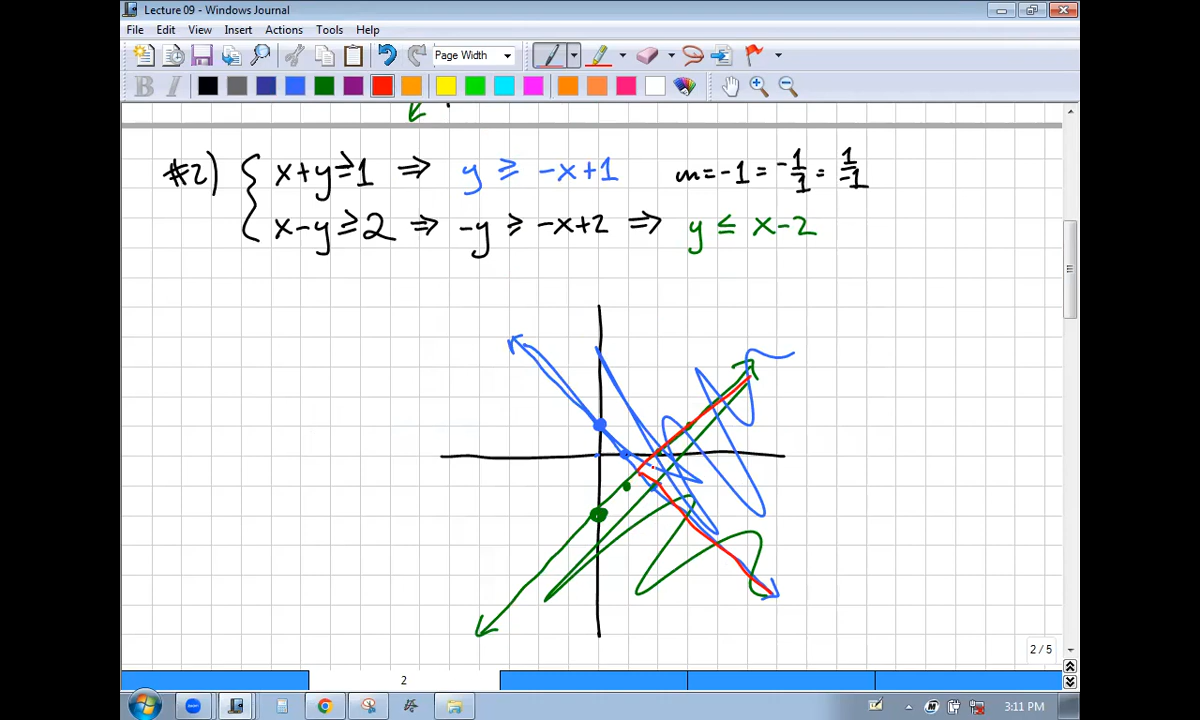 Lecture 09 - Windows Journal
File Edit View Insert Actions Tools Help
Page Width
B I
#2) { x+y≥1 ⇒ y ≥ -x+1 m=-1=-1/1=1/-1
x-y≥2 ⇒ -y ≥ -x+2 ⇒ y ≤ x-2
2 / 5
2
3:11 PM